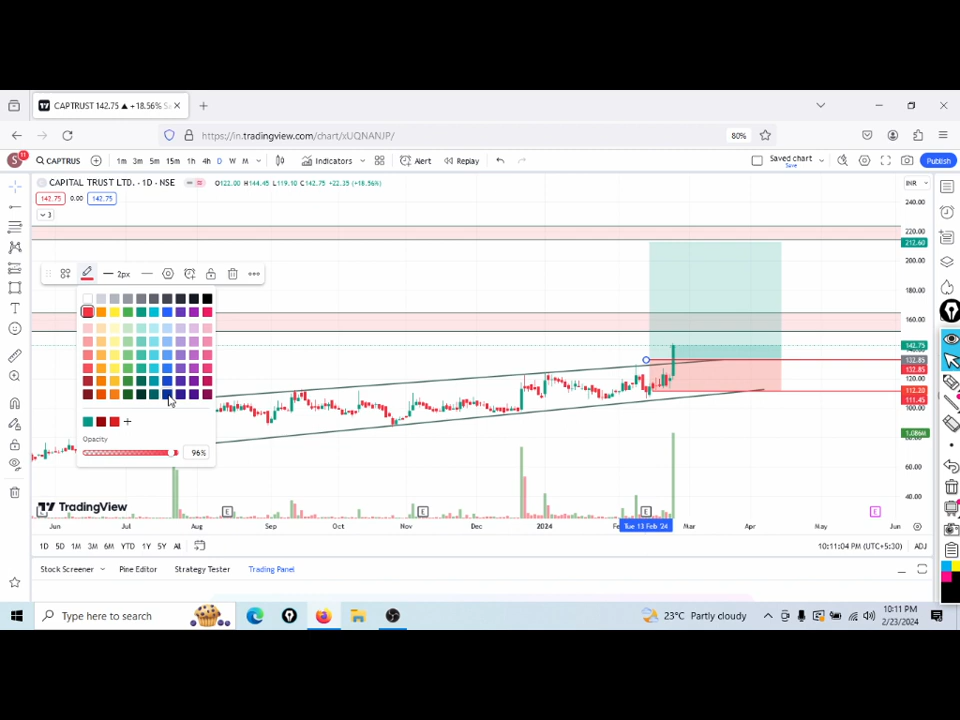 CAPTRUST 142.75 ▲ +18.56%
https://in.tradingview.com/chart/xUQNANJP/
80%
S
11
CAPTRUS
1m 3m 5m 15m 1h 4h D W M
Indicators
Alert
Replay
Saved chart
Save
Publish
CAPITAL TRUST LTD. · 1D · NSE
O122.00 H144.45 L119.10 C142.75 +22.35 (+18.56%)
INR
142.75 0.00 142.75
3
240.00
220.00
212.60
200.00
180.00
160.00
142.75
132.85
132.85
120.00
112.20
111.45
100.00
60.00
40.00
2px
Opacity
96%
TradingView
E
E
E
E
Jun
Jul
Aug
Sep
Oct
Nov
Dec
2024
Tue 13 Feb '24
Mar
Apr
May
Jun
1D 5D 1M 3M 6M YTD 1Y 5Y All
10:11:04 PM (UTC+5:30)
ADJ
Stock Screener
Pine Editor
Strategy Tester
Trading Panel
Type here to search
23°C Partly cloudy
10:11 PM
2/23/2024